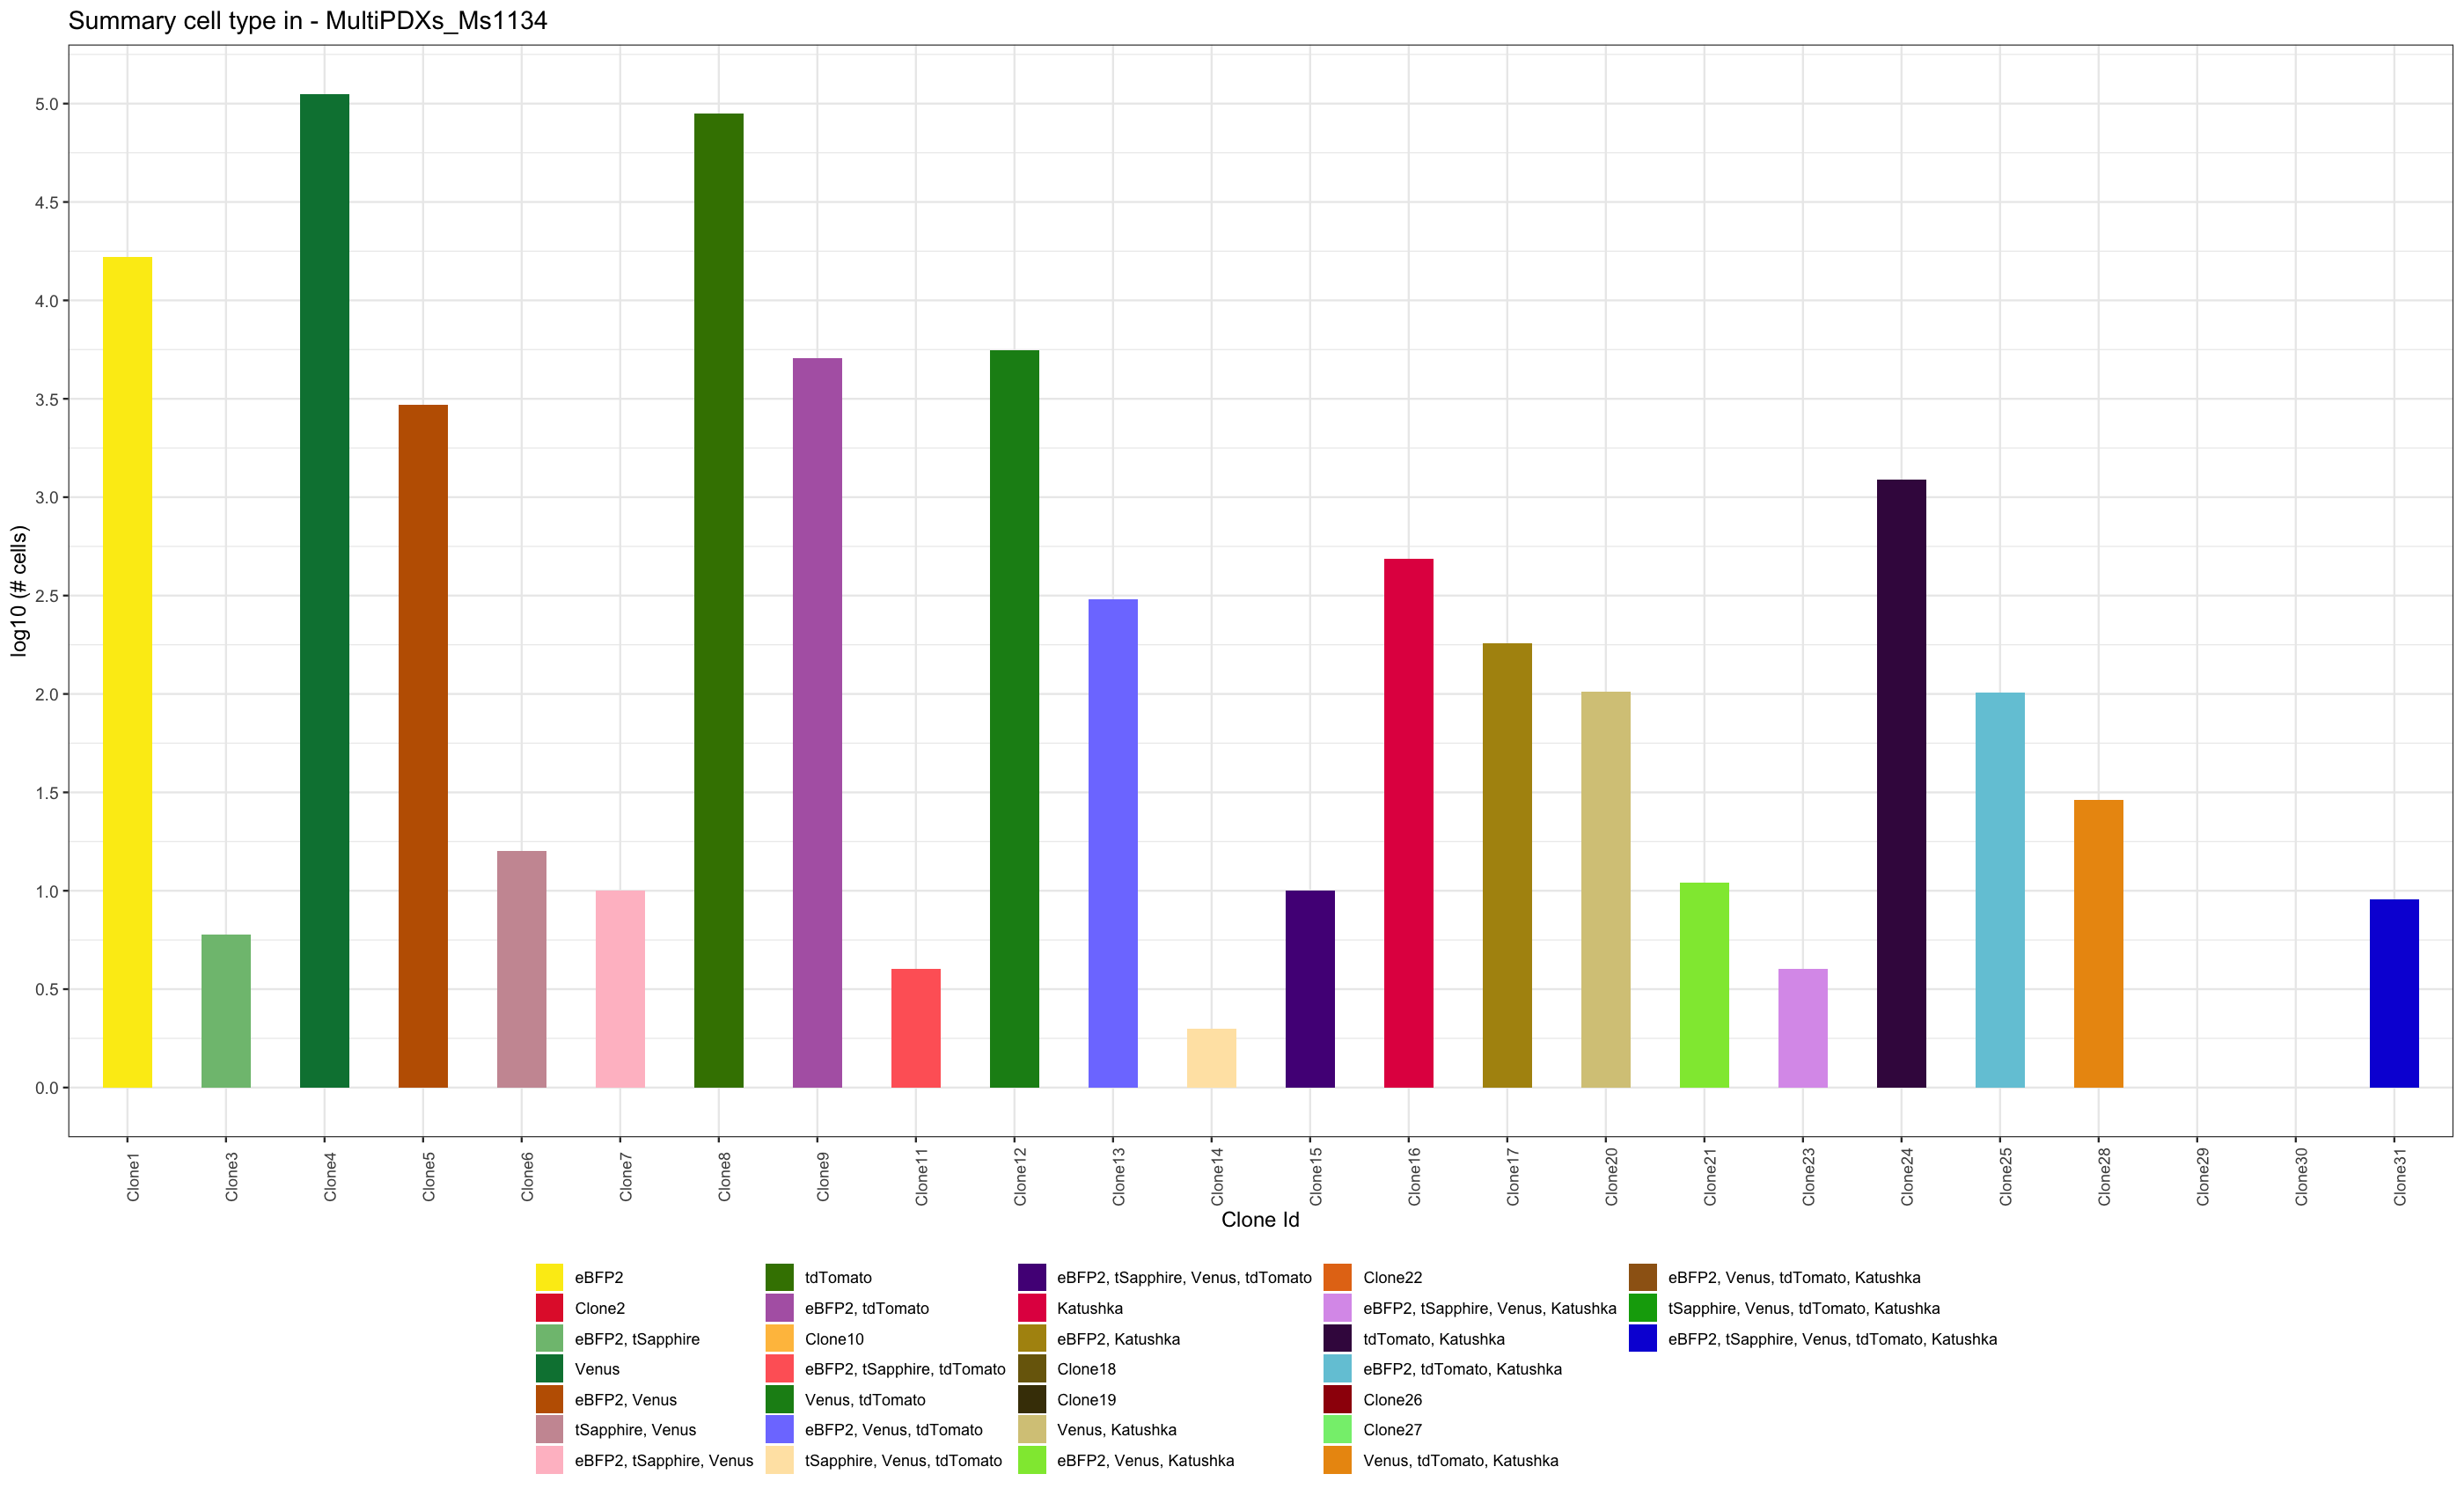 Summary cell type in - MultiPDXs_Ms1134
log10 (# cells)
5.0
4.5
4.0
3.5
3.0
2.5
2.0
1.5
1.0
0.5
0.0
Clone1
Clone3
Clone4
Clone5
Clone6
Clone7
Clone8
Clone9
Clone11
Clone12
Clone13
Clone14
Clone15
Clone16
Clone17
Clone20
Clone21
Clone23
Clone24
Clone25
Clone28
Clone29
Clone30
Clone31
Clone Id
eBFP2
Clone2
eBFP2, tSapphire
Venus
eBFP2, Venus
tSapphire, Venus
eBFP2, tSapphire, Venus
tdTomato
eBFP2, tdTomato
Clone10
eBFP2, tSapphire, tdTomato
Venus, tdTomato
eBFP2, Venus, tdTomato
tSapphire, Venus, tdTomato
eBFP2, tSapphire, Venus, tdTomato
Katushka
eBFP2, Katushka
Clone18
Clone19
Venus, Katushka
eBFP2, Venus, Katushka
Clone22
eBFP2, tSapphire, Venus, Katushka
tdTomato, Katushka
eBFP2, tdTomato, Katushka
Clone26
Clone27
Venus, tdTomato, Katushka
eBFP2, Venus, tdTomato, Katushka
tSapphire, Venus, tdTomato, Katushka
eBFP2, tSapphire, Venus, tdTomato, Katushka